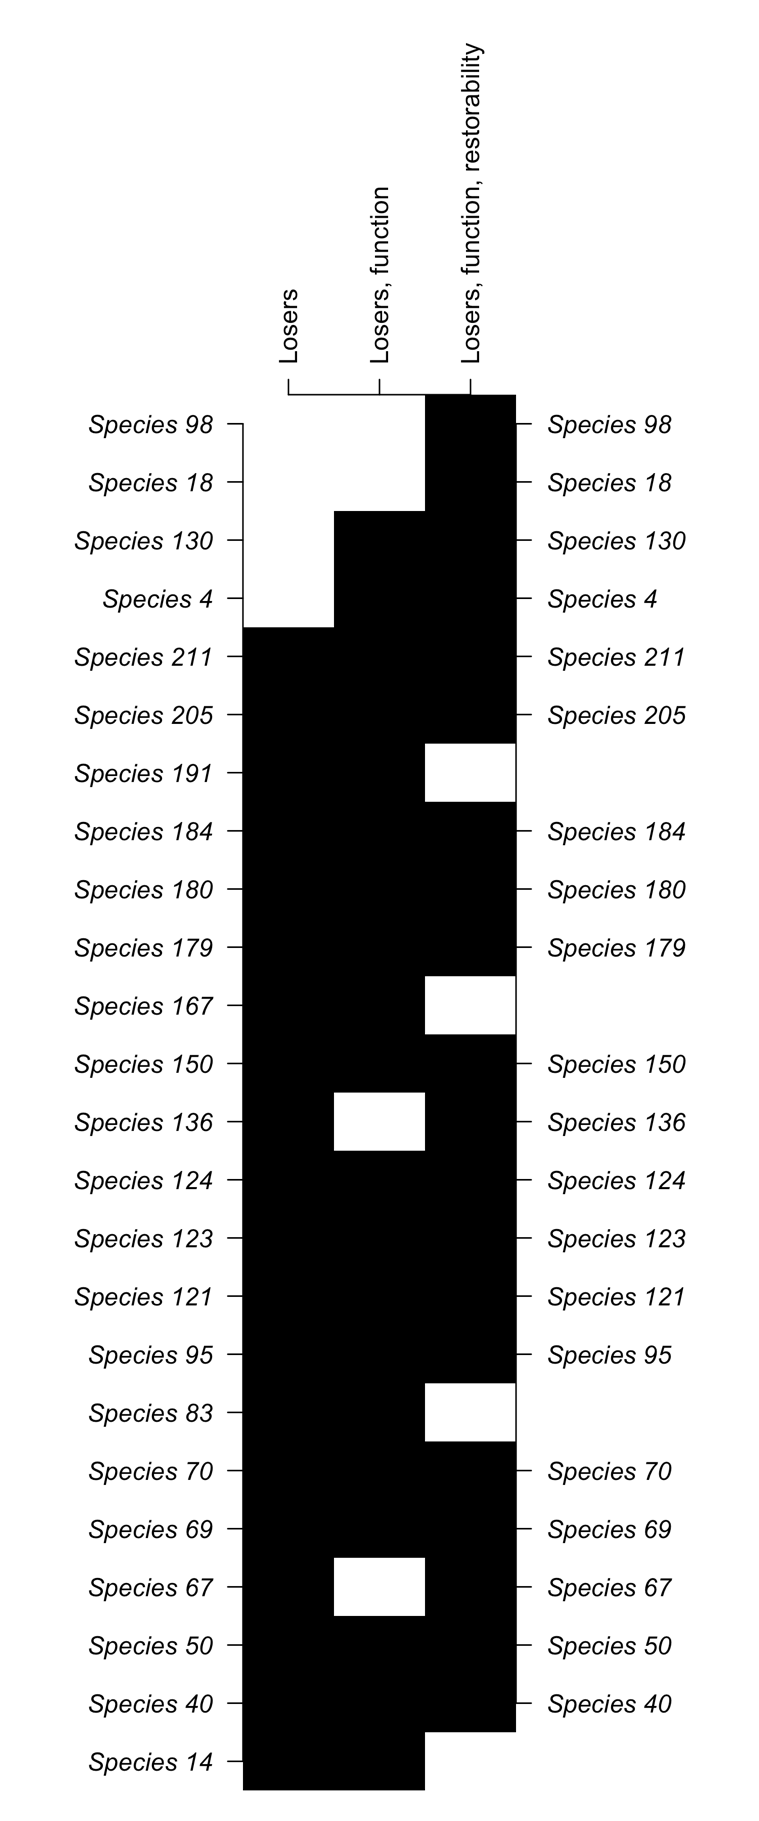 Losers
Losers, function
Losers, function, restorability
Species 98 Species 98
Species 18 Species 18
Species 130 Species 130
Species 4 Species 4
Species 211 Species 211
Species 205 Species 205
Species 191
Species 184 Species 184
Species 180 Species 180
Species 179 Species 179
Species 167
Species 150 Species 150
Species 136 Species 136
Species 124 Species 124
Species 123 Species 123
Species 121 Species 121
Species 95 Species 95
Species 83
Species 70 Species 70
Species 69 Species 69
Species 67 Species 67
Species 50 Species 50
Species 40 Species 40
Species 14